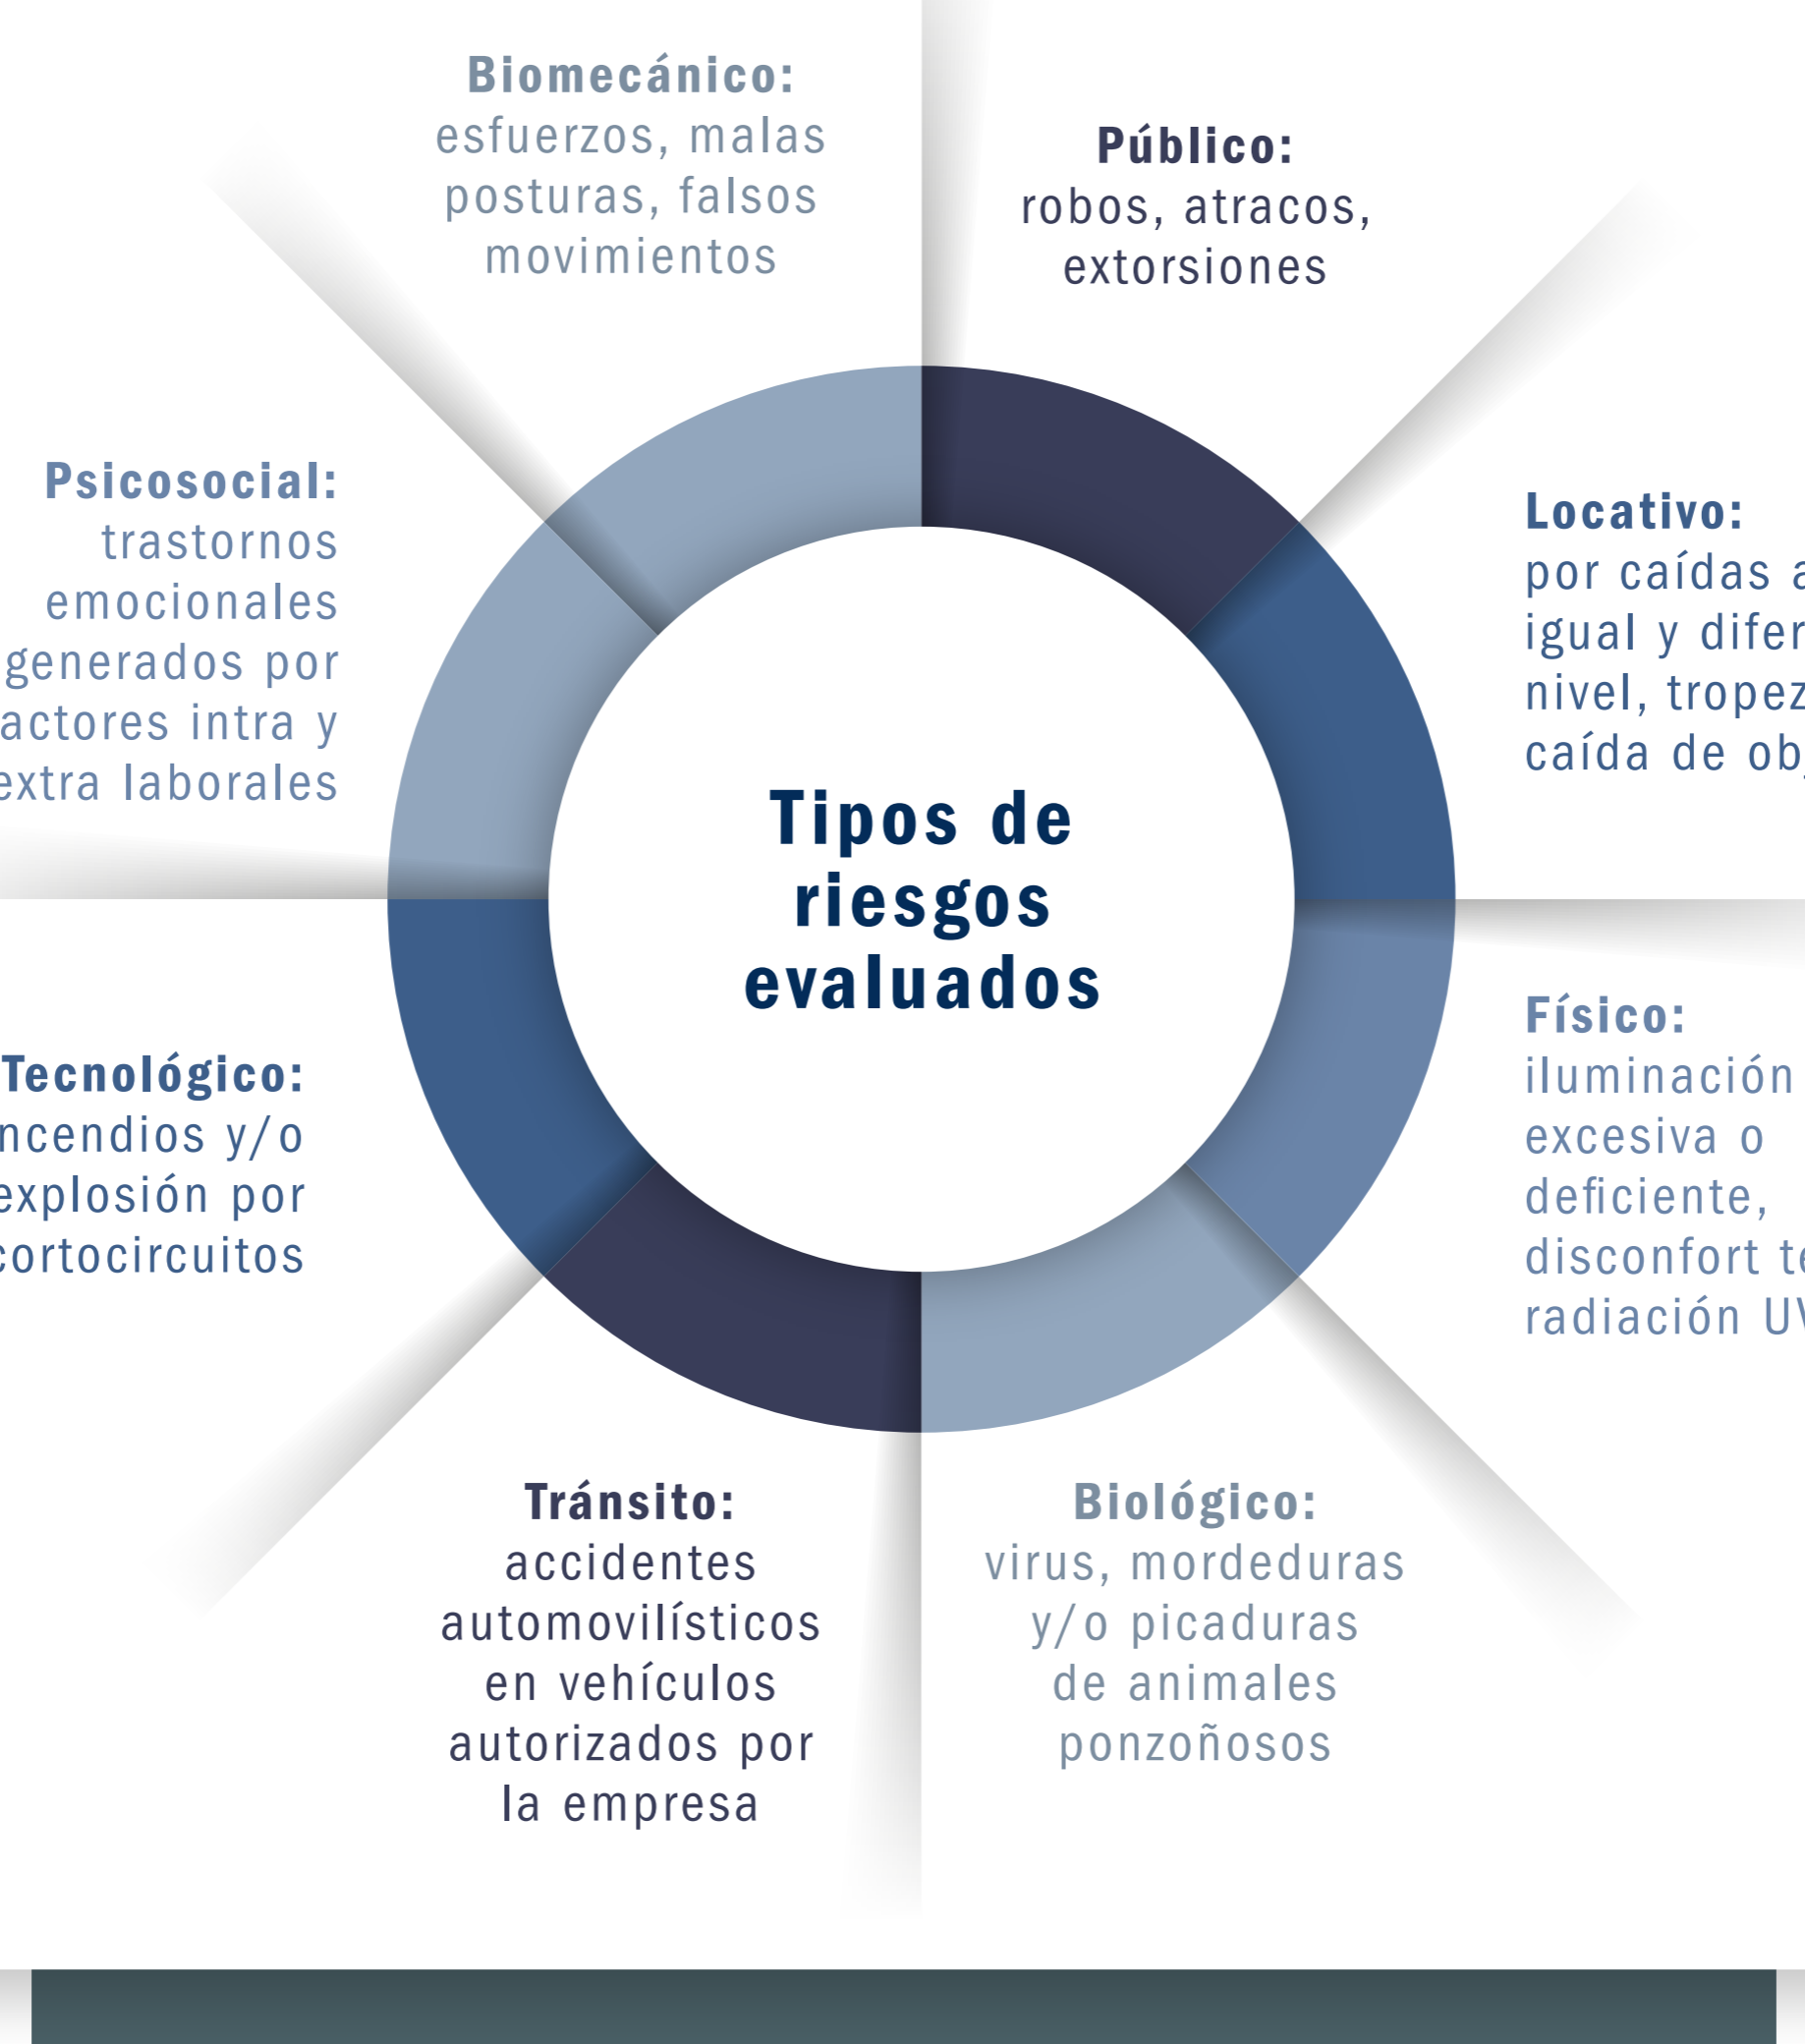 Biomecánico:
esfuerzos, malas
posturas, falsos
movimientos
Público:
robos, atracos,
extorsiones
Psicosocial:
trastornos
emocionales
generados por
actores intra y
extra laborales
Locativo:
por caídas a
igual y difer
nivel, tropez
caída de ob
Tipos de
riesgos
evaluados
Tecnológico:
ncendios y/o
explosión por
cortocircuitos
Físico:
iluminación
excesiva o
deficiente,
disconfort te
radiación UV
Tránsito:
accidentes
automovilísticos
en vehículos
autorizados por
la empresa
Biológico:
virus, mordeduras
y/o picaduras
de animales
ponzoñosos